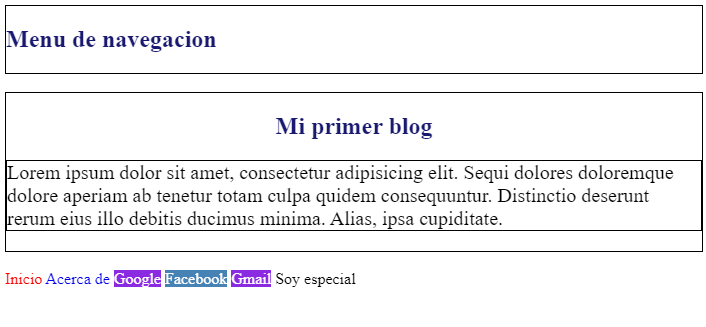 Menu de navegacion
Mi primer blog
Lorem ipsum dolor sit amet, consectetur adipisicing elit. Sequi dolores doloremque
dolore aperiam ab tenetur totam culpa quidem consequuntur. Distinctio deserunt
rerum eius illo debitis ducimus minima. Alias, ipsa cupiditate.
Inicio Acerca de Google Facebook Gmail Soy especial